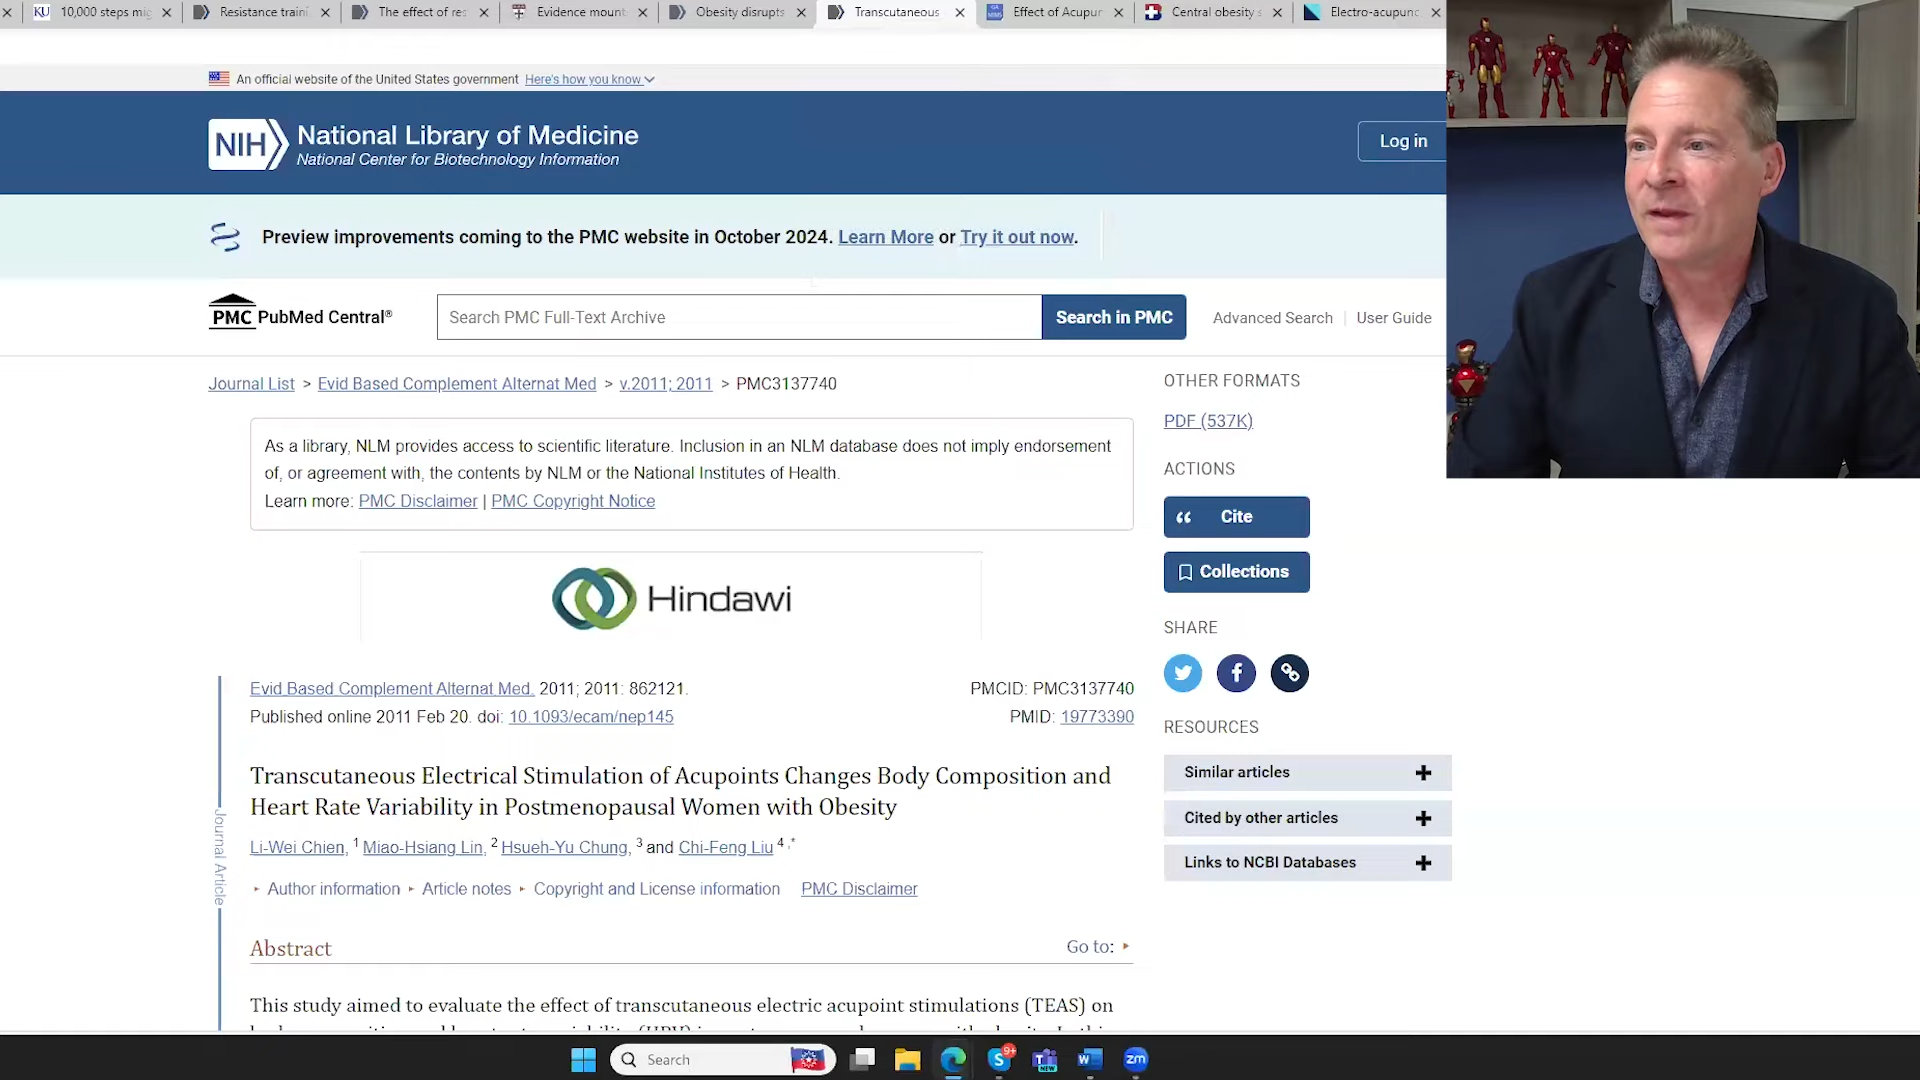 KU 10,000 steps mig
Resistance traini
The effect of res
Evidence mount
Obesity disrupts
Transcutaneous
Effect of Acupur
Central obesity s
Electro-acupunc
An official website of the United States government Here's how you know
NIH National Library of Medicine
National Center for Biotechnology Information
Log in
Preview improvements coming to the PMC website in October 2024. Learn More or Try it out now.
PMC PubMed Central®
Search PMC Full-Text Archive
Search in PMC
Advanced Search | User Guide
Journal List > Evid Based Complement Alternat Med > v.2011; 2011 > PMC3137740
As a library, NLM provides access to scientific literature. Inclusion in an NLM database does not imply endorsement
of, or agreement with, the contents by NLM or the National Institutes of Health.
Learn more: PMC Disclaimer | PMC Copyright Notice
Hindawi
Evid Based Complement Alternat Med. 2011; 2011: 862121.
PMCID: PMC3137740
Published online 2011 Feb 20. doi: 10.1093/ecam/nep145
PMID: 19773390
Journal Article
Transcutaneous Electrical Stimulation of Acupoints Changes Body Composition and
Heart Rate Variability in Postmenopausal Women with Obesity
Li-Wei Chien, 1 Miao-Hsiang Lin, 2 Hsueh-Yu Chung, 3 and Chi-Feng Liu 4,*
Author information Article notes Copyright and License information PMC Disclaimer
Abstract
Go to:
This study aimed to evaluate the effect of transcutaneous electric acupoint stimulations (TEAS) on
OTHER FORMATS
PDF (537K)
ACTIONS
Cite
Collections
SHARE
RESOURCES
Similar articles
Cited by other articles
Links to NCBI Databases
Search
9+
NEW
W
zm